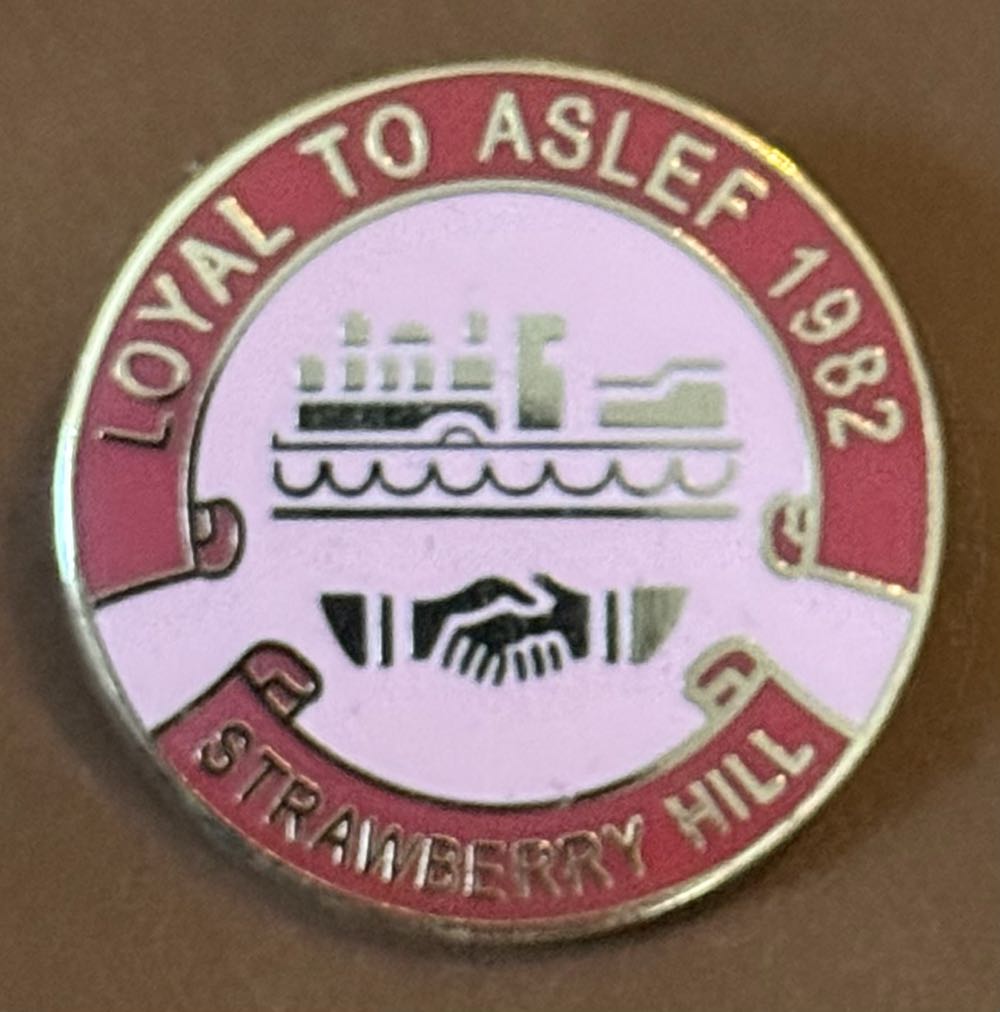 LOYAL TO ASLEF 1982
STRAWBERRY HILL